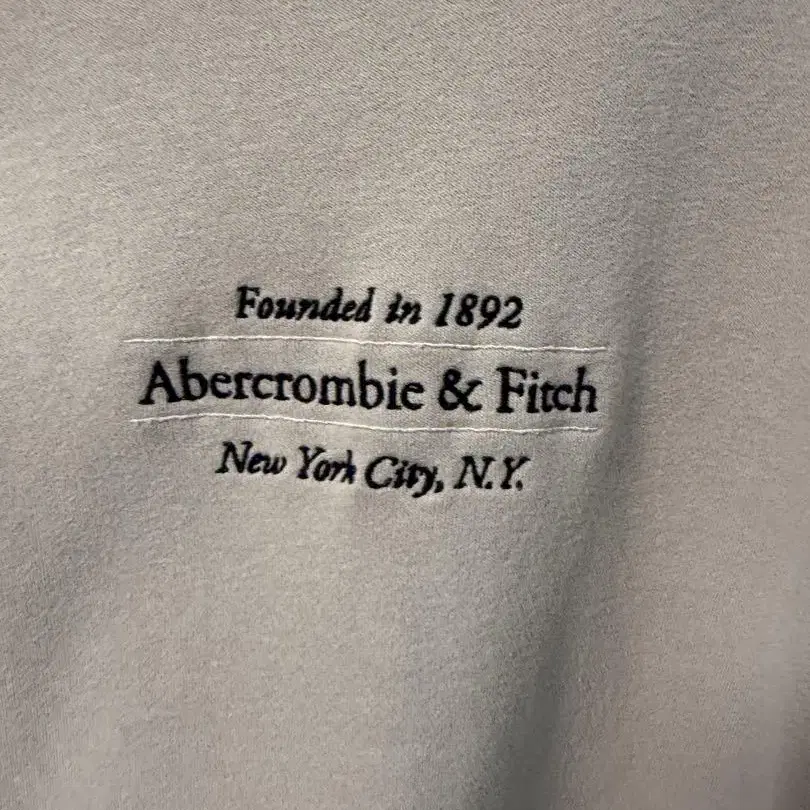 Founded in 1892
Abercrombie & Fitch
New York City, N.Y.